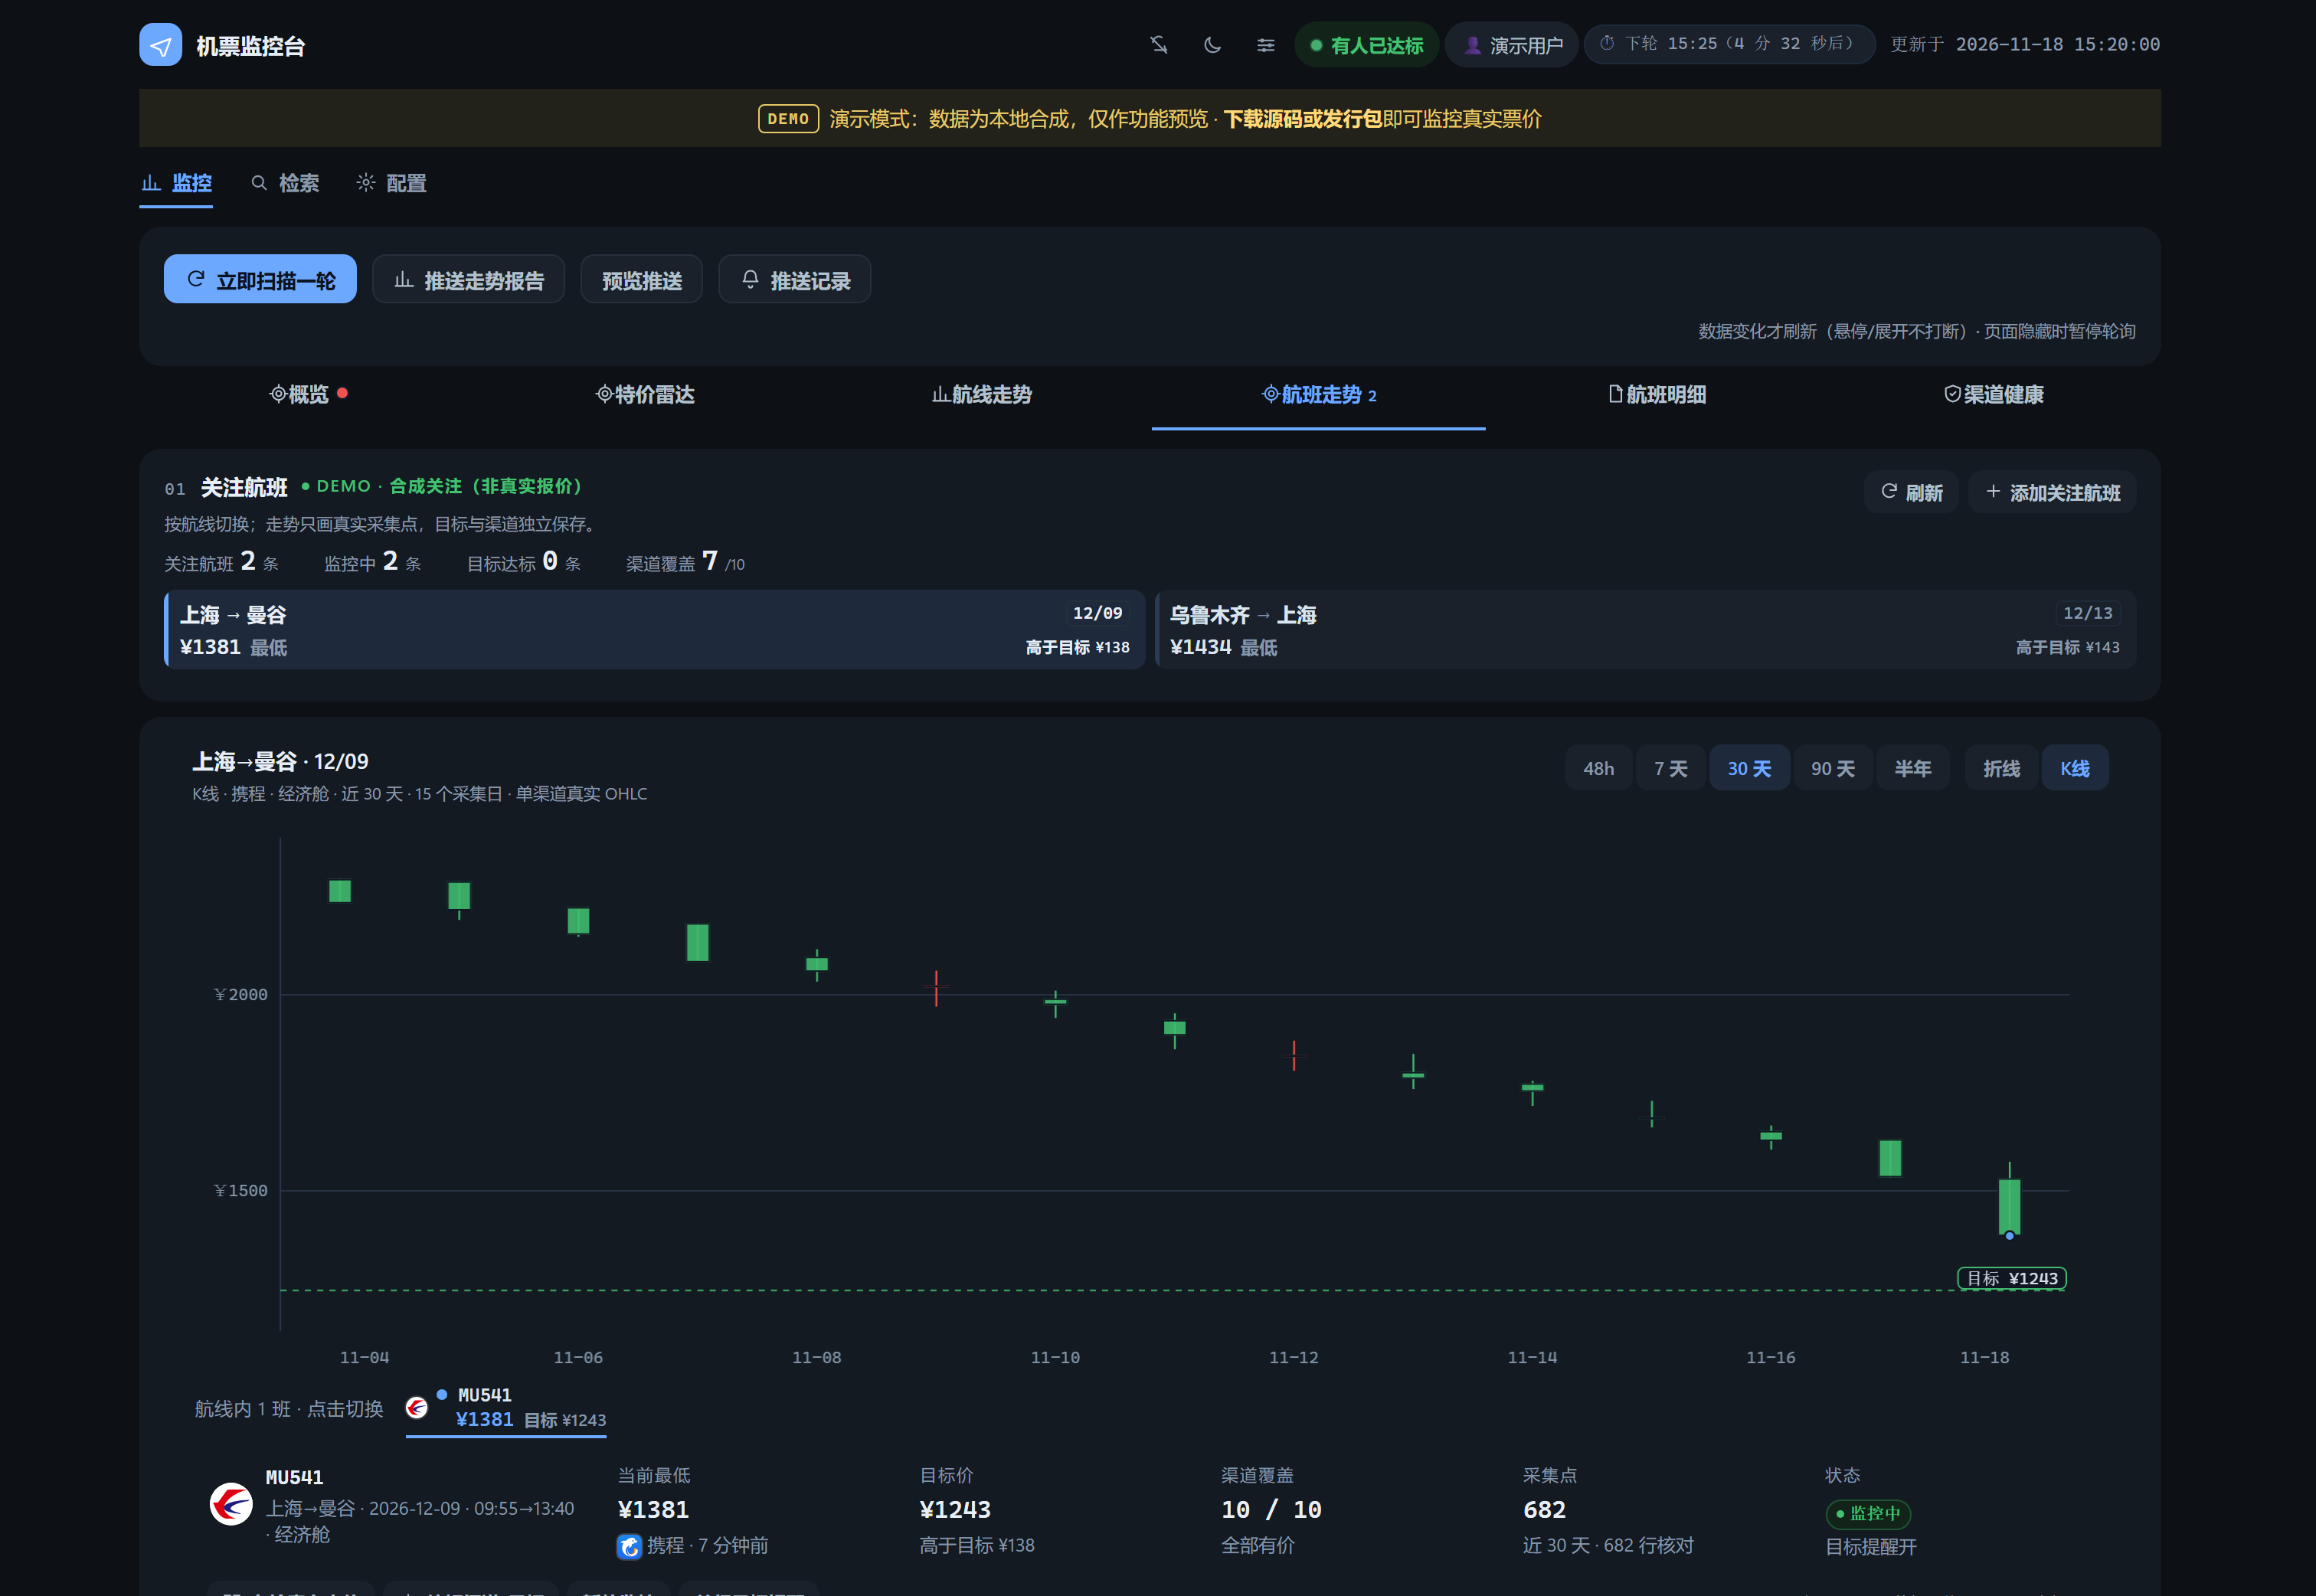 机票监控台
有人已达标
演示用户
下轮 15:25（4 分 32 秒后）
更新于 2026-11-18 15:20:00
DEMO 演示模式：数据为本地合成，仅作功能预览 · 下载源码或发行包即可监控真实票价
监控
检索
配置
立即扫描一轮
推送走势报告
预览推送
推送记录
数据变化才刷新（悬停/展开不打断）· 页面隐藏时暂停轮询
概览
特价雷达
航线走势
航班走势 2
航班明细
渠道健康
01 关注航班 DEMO · 合成关注（非真实报价）
刷新
添加关注航班
按航线切换；走势只画真实采集点，目标与渠道独立保存。
关注航班 2 条
监控中 2 条
目标达标 0 条
渠道覆盖 7 /10
上海 → 曼谷 12/09
¥1381 最低 高于目标 ¥138
乌鲁木齐 → 上海 12/13
¥1434 最低 高于目标 ¥143
上海→曼谷 · 12/09
K线 · 携程 · 经济舱 · 近 30 天 · 15 个采集日 · 单渠道真实 OHLC
48h
7 天
30 天
90 天
半年
折线
K线
¥2000
¥1500
目标 ¥1243
11-04
11-06
11-08
11-10
11-12
11-14
11-16
11-18
航线内 1 班 · 点击切换
MU541
¥1381 目标 ¥1243
MU541
上海→曼谷 · 2026-12-09 · 09:55→13:40
· 经济舱
当前最低
¥1381
携程 · 7 分钟前
目标价
¥1243
高于目标 ¥138
渠道覆盖
10 / 10
全部有价
采集点
682
近 30 天 · 682 行核对
状态
监控中
目标提醒开